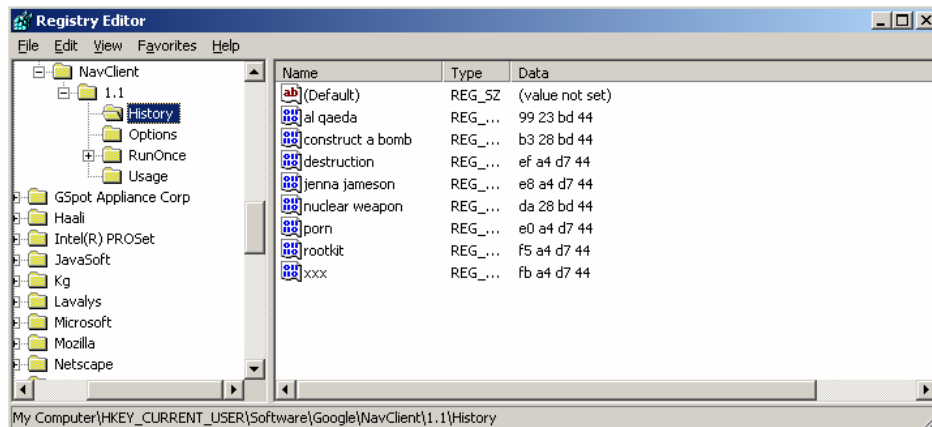 Registry Editor
File Edit View Favorites Help
NavClient
1.1
History
Options
RunOnce
Usage
GSpot Appliance Corp
Haali
Intel(R) PROSet
JavaSoft
Kg
Lavalys
Microsoft
Mozilla
Netscape
Name Type Data
ab (Default) REG_SZ (value not set)
al qaeda REG_... 99 23 bd 44
construct a bomb REG_... b3 28 bd 44
destruction REG_... ef a4 d7 44
jenna jameson REG_... e8 a4 d7 44
nuclear weapon REG_... da 28 bd 44
porn REG_... e0 a4 d7 44
rootkit REG_... f5 a4 d7 44
xxx REG_... fb a4 d7 44
My Computer\HKEY_CURRENT_USER\Software\Google\NavClient\1.1\History